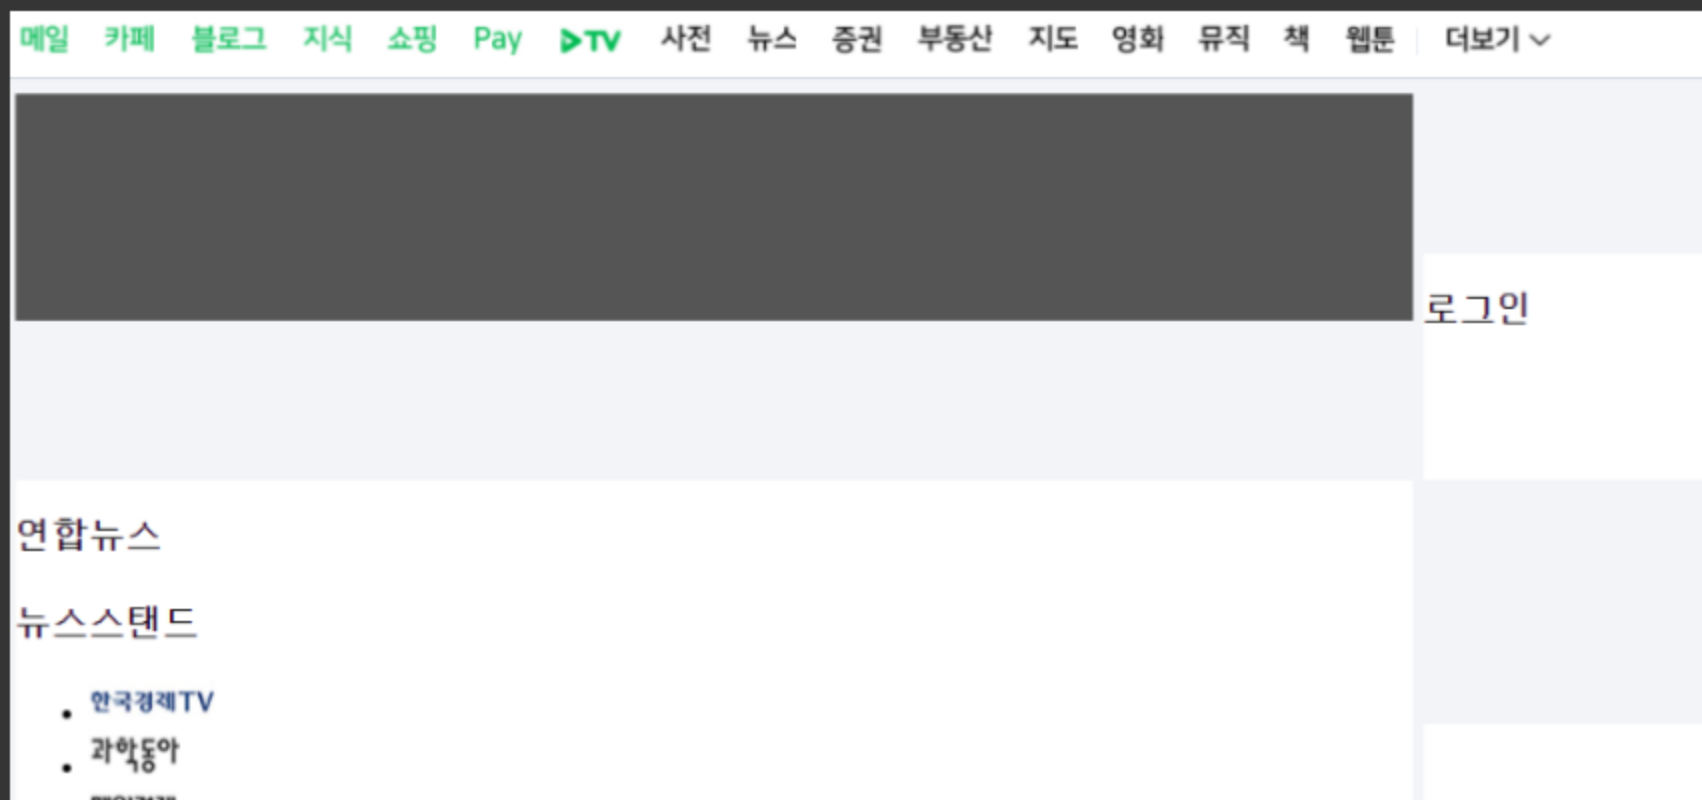 메일 카페 블로그 지식 쇼핑 Pay TV 사전 뉴스 증권 부동산 지도 영화 뮤직 책 웹툰 더보기
로그인
연합뉴스
뉴스스탠드
한국경제TV
과학동아